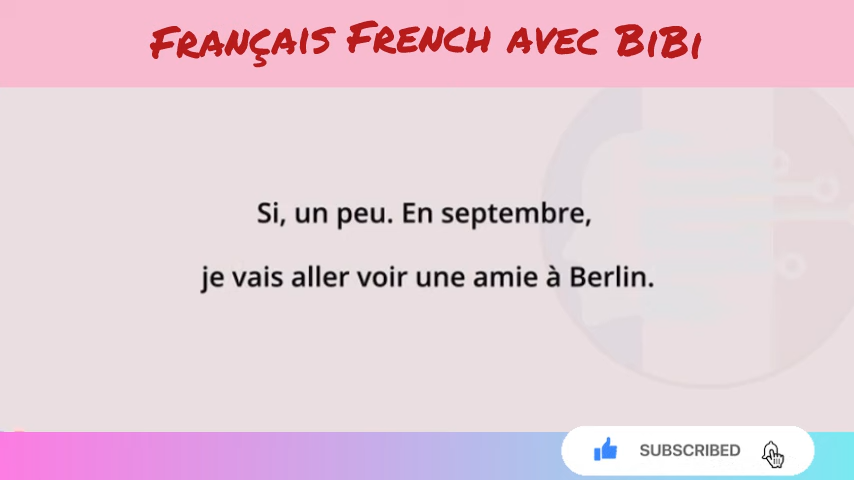 Français French avec BiBi
Si, un peu. En septembre,
je vais aller voir une amie à Berlin.
SUBSCRIBED